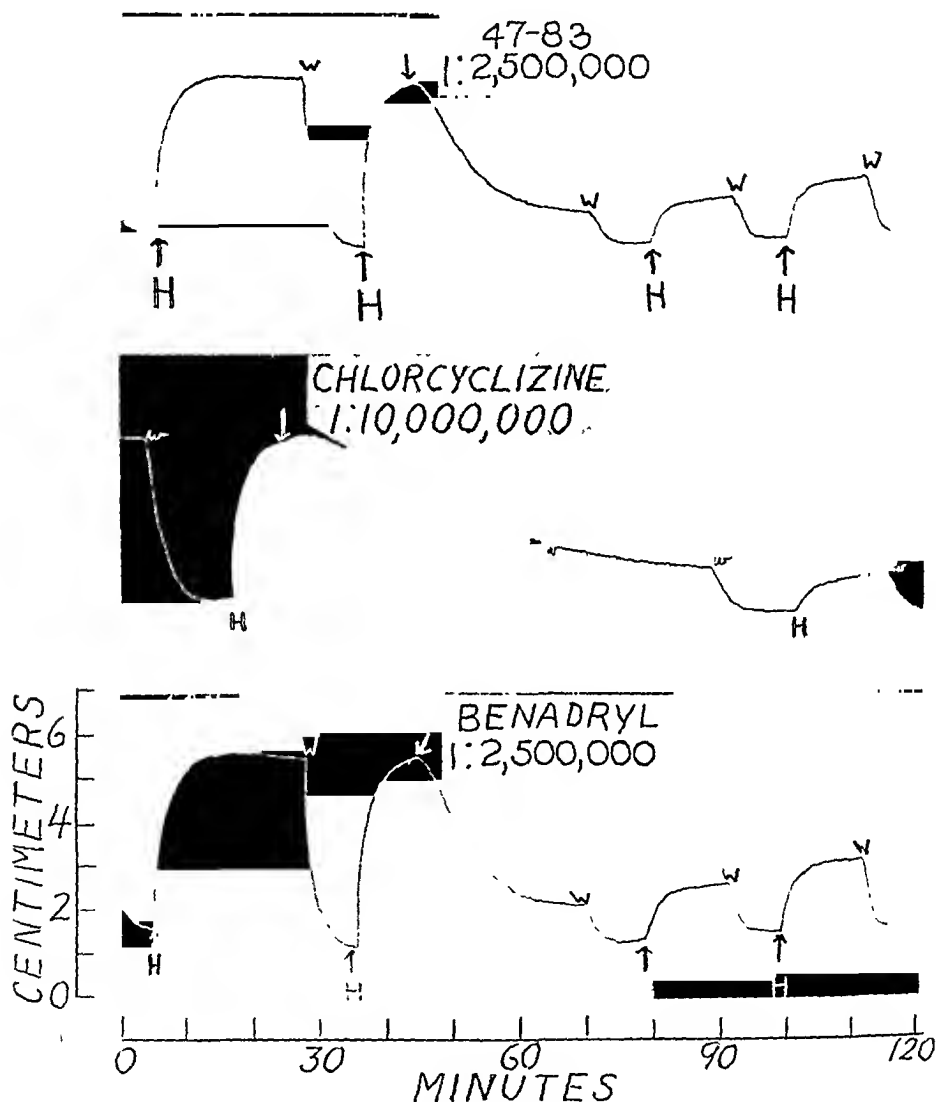 47-83
1:2,500,000
W
W
W
W
H
H
H
H
CHLORCYCLIZINE
1:10,000,000
w
w
w
w
H
H
BENADRYL
1:2,500,000
W
W
W
H
H
H
CENTIMETERS
6
4
2
0
0 30 60 90 120
MINUTES